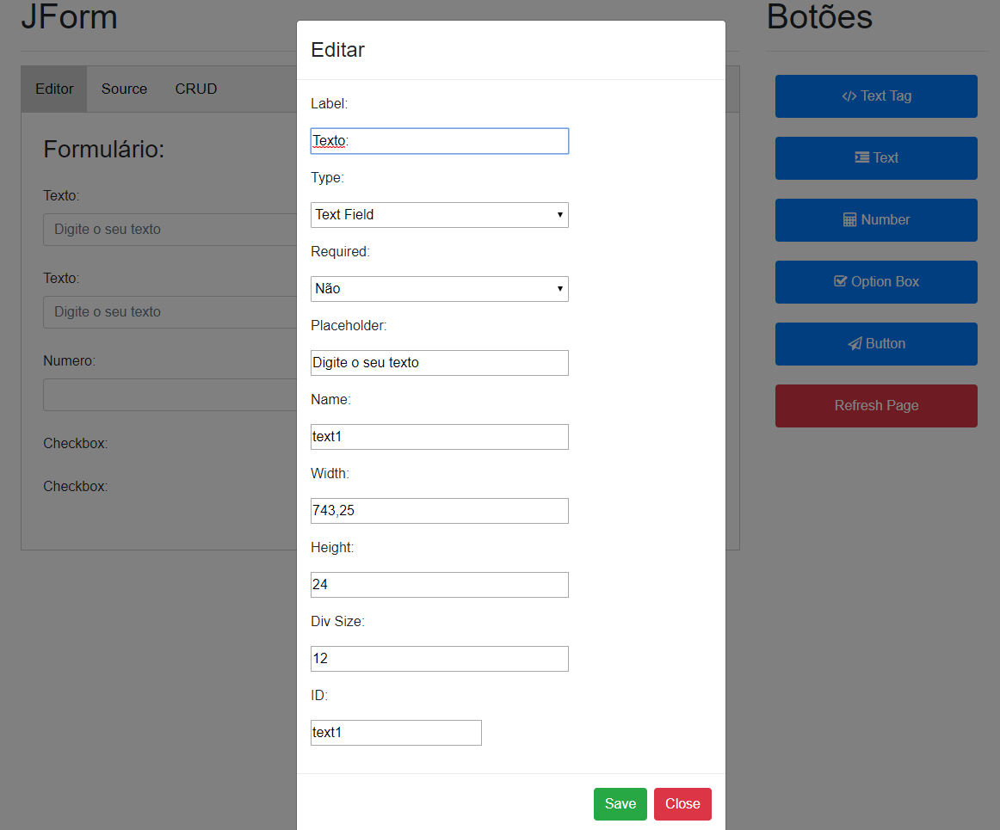 JForm
Editor Source CRUD
Formulário:
Texto:
Digite o seu texto
Texto:
Digite o seu texto
Numero:
Checkbox:
Checkbox:
Editar
Label:
Texto:
Type:
Text Field
Required:
Não
Placeholder:
Digite o seu texto
Name:
text1
Width:
743,25
Height:
24
Div Size:
12
ID:
text1
Save Close
Botões
Text Tag
Text
Number
Option Box
Button
Refresh Page